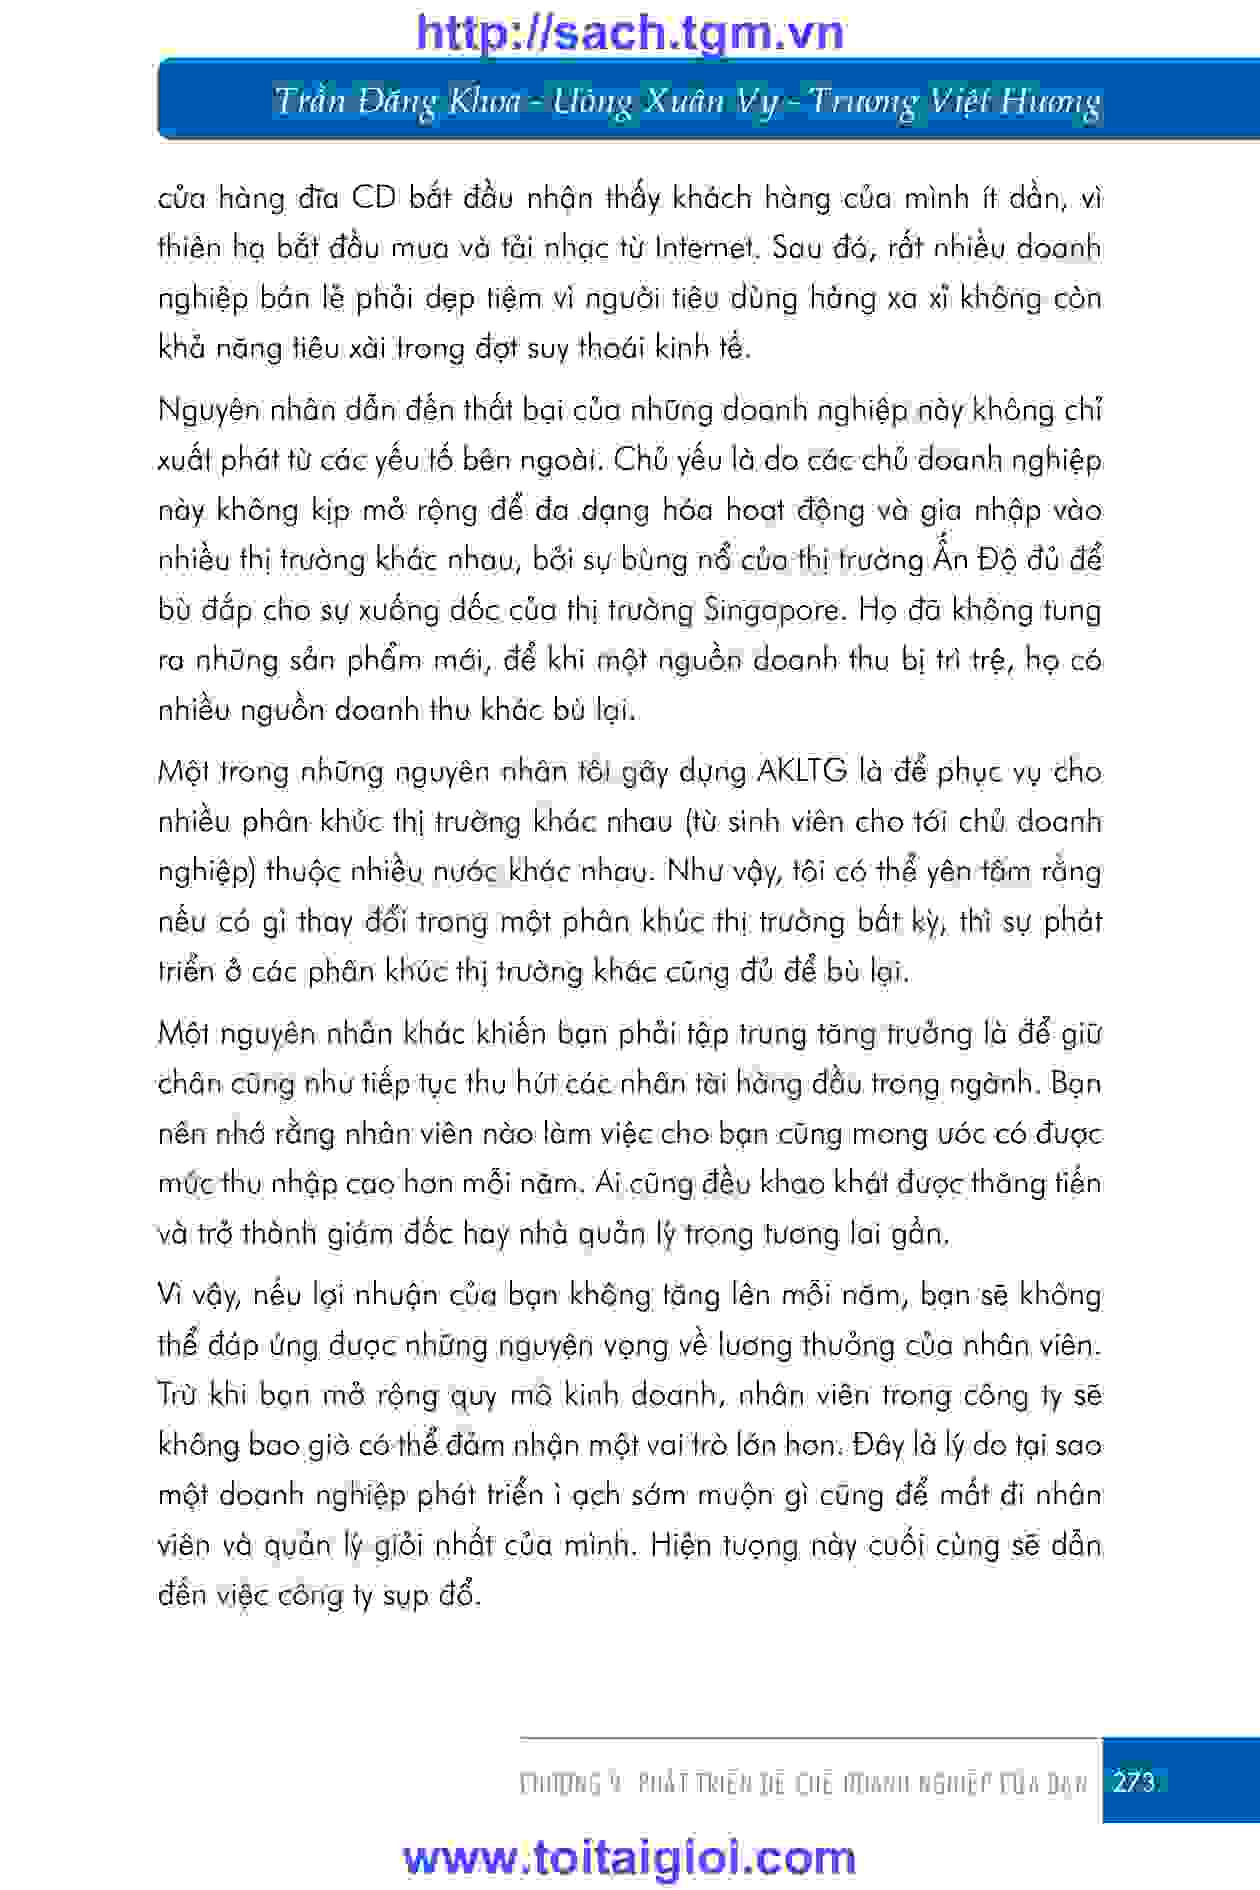 http://sach.tgm.vn
Trần Đăng Khoa - Uông Xuân Vy - Trương Việt Hương
cửa hàng đĩa CD bắt đầu nhận thấy khách hàng của mình ít dần, vì
thiên hạ bắt đầu mua và tải nhạc từ Internet. Sau đó, rất nhiều doanh
nghiệp bán lẻ phải dẹp tiệm vì người tiêu dùng hàng xa xỉ không còn
khả năng tiêu xài trong đợt suy thoái kinh tế.
Nguyên nhân dẫn đến thất bại của những doanh nghiệp này không chỉ
xuất phát từ các yếu tố bên ngoài. Chủ yếu là do các chủ doanh nghiệp
này không kịp mở rộng để đa dạng hóa hoạt động và gia nhập vào
nhiều thị trường khác nhau, bởi sự bùng nổ của thị trường Ấn Độ đủ để
bù đắp cho sự xuống dốc của thị trường Singapore. Họ đã không tung
ra những sản phẩm mới, để khi một nguồn doanh thu bị trì trệ, họ có
nhiều nguồn doanh thu khác bù lại.
Một trong những nguyên nhân tôi gầy dựng AKLTG là để phục vụ cho
nhiều phân khúc thị trường khác nhau (từ sinh viên cho tới chủ doanh
nghiệp) thuộc nhiều nước khác nhau. Như vậy, tôi có thể yên tâm rằng
nếu có gì thay đổi trong một phân khúc thị trường bất kỳ, thì sự phát
triển ở các phân khúc thị trường khác cũng đủ để bù lại.
Một nguyên nhân khác khiến bạn phải tập trung tăng trưởng là để giữ
chân cũng như tiếp tục thu hút các nhân tài hàng đầu trong ngành. Bạn
nên nhớ rằng nhân viên nào làm việc cho bạn cũng mong ước có được
mức thu nhập cao hơn mỗi năm. Ai cũng đều khao khát được thăng tiến
và trở thành giám đốc hay nhà quản lý trong tương lai gần.
Vì vậy, nếu lợi nhuận của bạn không tăng lên mỗi năm, bạn sẽ không
thể đáp ứng được những nguyện vọng về lương thưởng của nhân viên.
Trừ khi bạn mở rộng quy mô kinh doanh, nhân viên trong công ty sẽ
không bao giờ có thể đảm nhận một vai trò lớn hơn. Đây là lý do tại sao
một doanh nghiệp phát triển ì ạch sớm muộn gì cũng để mất đi nhân
viên và quản lý giỏi nhất của mình. Hiện tượng này cuối cùng sẽ dẫn
đến việc công ty sụp đổ.
CHƯƠNG 9: PHÁT TRIỂN ĐẾ CHẾ DOANH NGHIỆP CỦA BẠN 273
www.toitaigioi.com